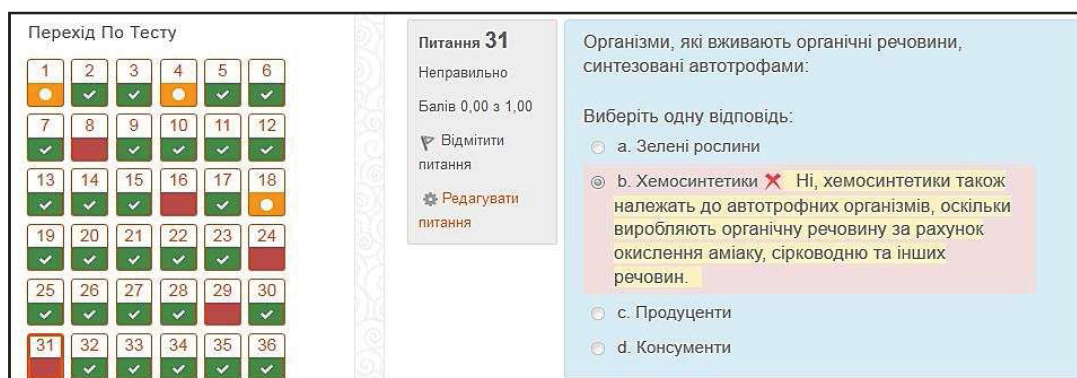 Перехід По Тесту
1 2 3 4 5 6
7 8 9 10 11 12
13 14 15 16 17 18
19 20 21 22 23 24
25 26 27 28 29 30
31 32 33 34 35 36
Питання 31
Неправильно
Балів 0,00 з 1,00
Відмітити
питання
Редагувати
питання
Організми, які вживають органічні речовини,
синтезовані автотрофами:
Виберіть одну відповідь:
a. Зелені рослини
b. Хемосинтетики Ні, хемосинтетики також
належать до автотрофних організмів, оскільки
виробляють органічну речовину за рахунок
окислення аміаку, сірководню та інших
речовин.
c. Продуценти
d. Консументи